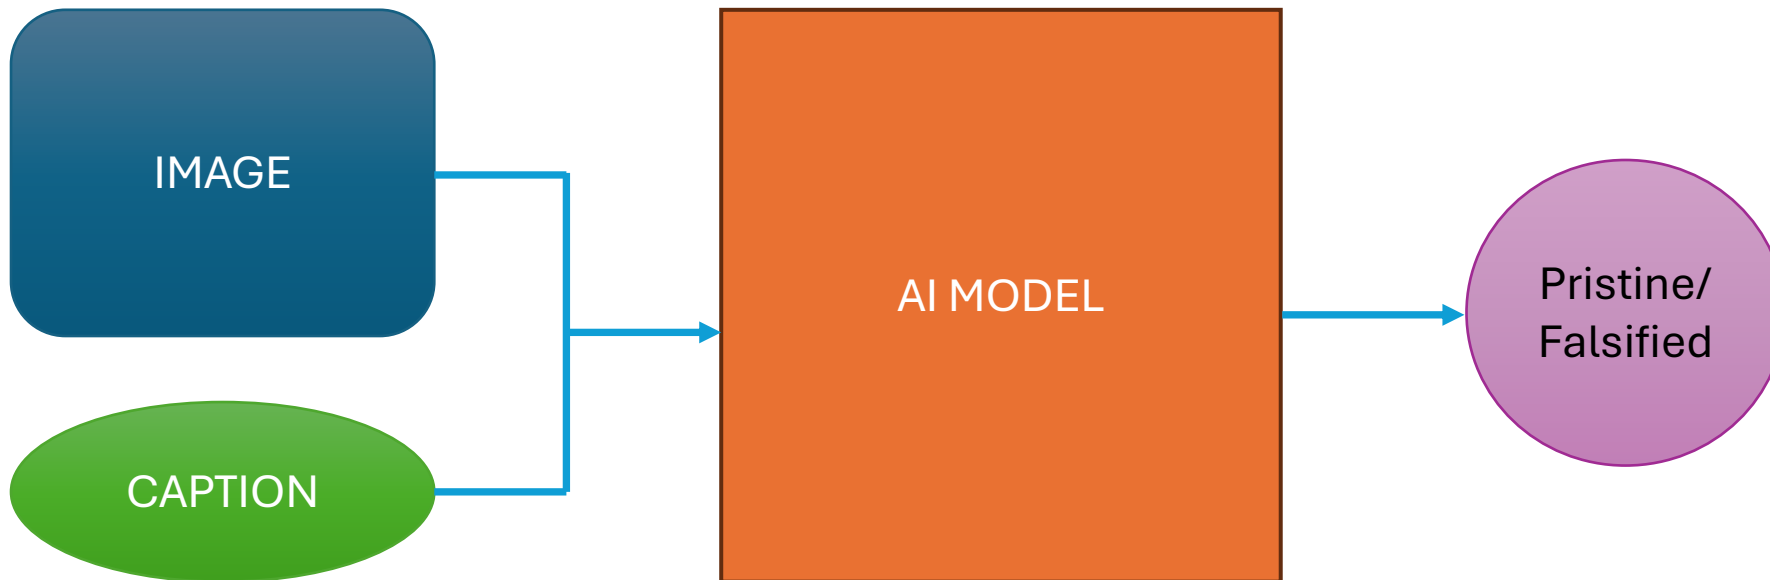 IMAGE
CAPTION
AI MODEL
Pristine/
Falsified